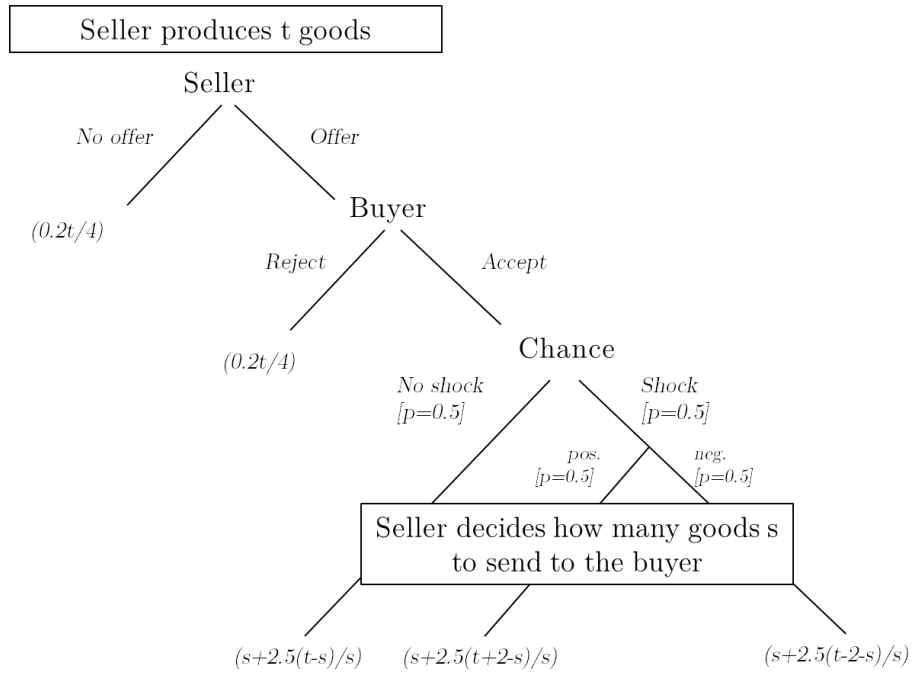 Seller produces t goods
Seller
No offer
Offer
(0.2t/4)
Buyer
Reject
Accept
(0.2t/4)
Chance
No shock
[p=0.5]
Shock
[p=0.5]
pos.
[p=0.5]
neg.
[p=0.5]
Seller decides how many goods s
to send to the buyer
(s+2.5(t-s)/s)
(s+2.5(t+2-s)/s)
(s+2.5(t-2-s)/s)